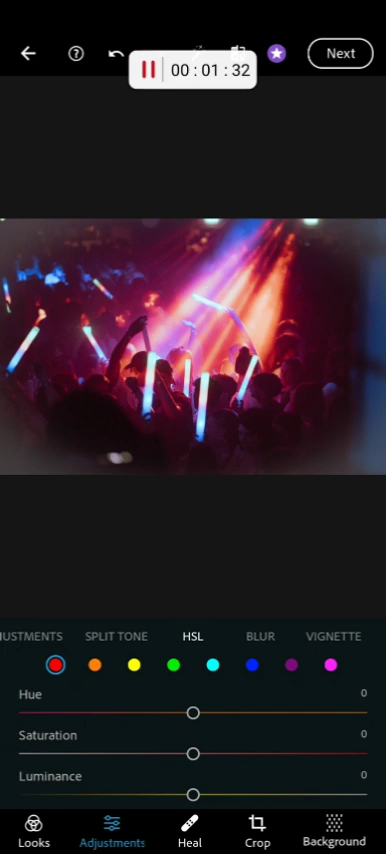 Next
00 : 01 : 32
USTMENTS SPLIT TONE HSL BLUR VIGNETTE
Hue 0
Saturation 0
Luminance 0
Looks Adjustments Heal Crop Background